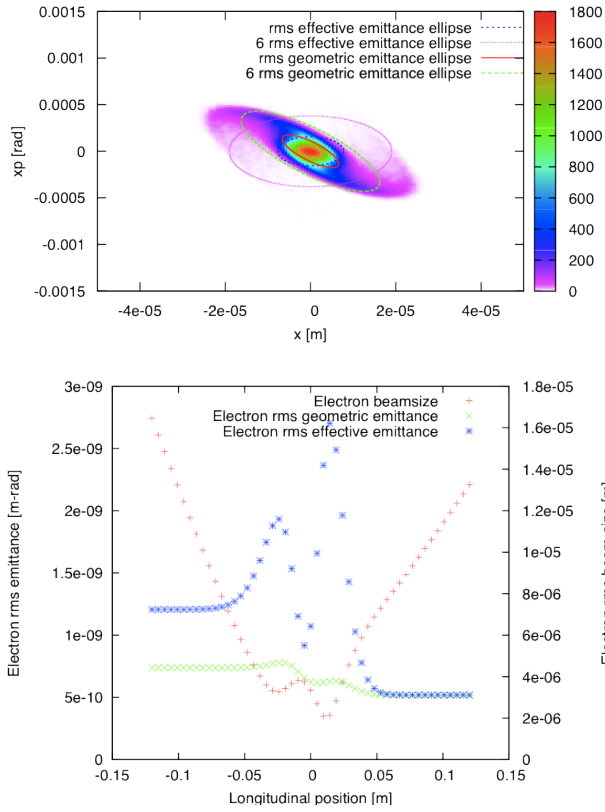 0.0015
0.001
0.0005
0
-0.0005
-0.001
-0.0015
xp [rad]
rms effective emittance ellipse
6 rms effective emittance ellipse
rms geometric emittance ellipse
6 rms geometric emittance ellipse
1800
1600
1400
1200
1000
800
600
400
200
0
-4e-05 -2e-05 0 2e-05 4e-05
x [m]
3e-09
2.5e-09
2e-09
1.5e-09
1e-09
5e-10
0
Electron rms emittance [m-rad]
Electron beamsize
Electron rms geometric emittance
Electron rms effective emittance
1.8e-05
1.6e-05
1.4e-05
1.2e-05
1e-05
8e-06
6e-06
4e-06
2e-06
0
Electron rms beam size [m]
-0.15 -0.1 -0.05 0 0.05 0.1 0.15
Longitudinal position [m]